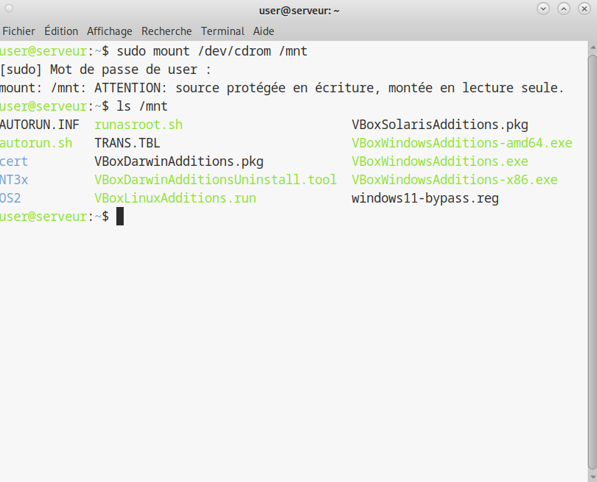 user@serveur: ~
Fichier Édition Affichage Recherche Terminal Aide
user@serveur:~$ sudo mount /dev/cdrom /mnt
[sudo] Mot de passe de user :
mount: /mnt: ATTENTION: source protégée en écriture, montée en lecture seule.
user@serveur:~$ ls /mnt
AUTORUN.INF runasroot.sh VBoxSolarisAdditions.pkg
autorun.sh TRANS.TBL VBoxWindowsAdditions-amd64.exe
cert VBoxDarwinAdditions.pkg VBoxWindowsAdditions.exe
NT3x VBoxDarwinAdditionsUninstall.tool VBoxWindowsAdditions-x86.exe
OS2 VBoxLinuxAdditions.run windows11-bypass.reg
user@serveur:~$